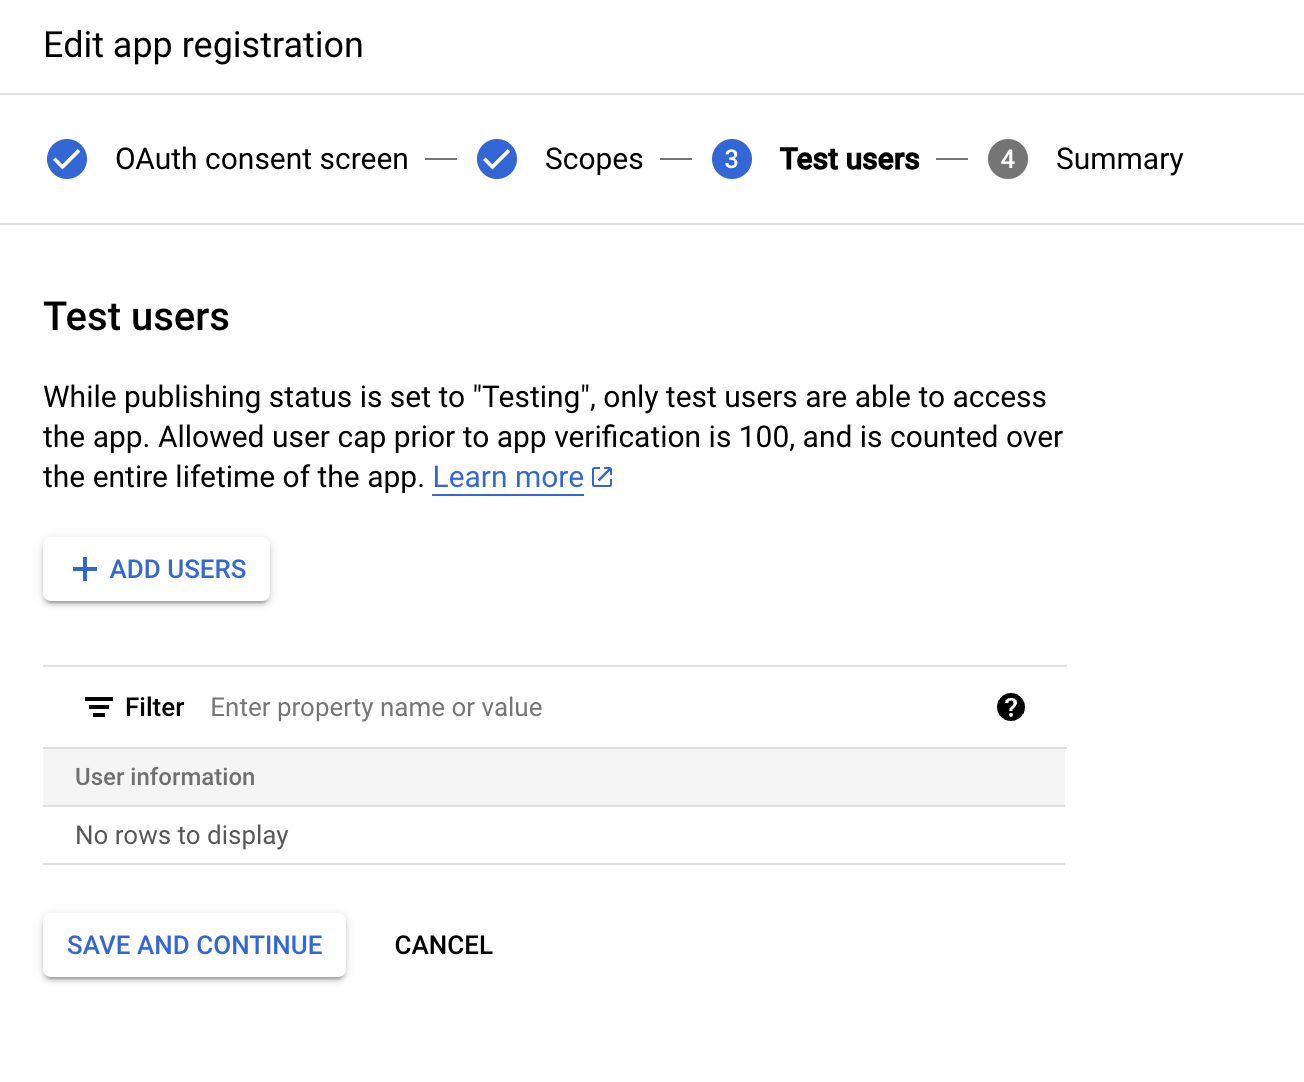 Edit app registration
OAuth consent screen
Scopes
3
Test users
4
Summary
Test users
While publishing status is set to "Testing", only test users are able to access
the app. Allowed user cap prior to app verification is 100, and is counted over
the entire lifetime of the app. Learn more
ADD USERS
Filter Enter property name or value ?
User information
No rows to display
SAVE AND CONTINUE CANCEL